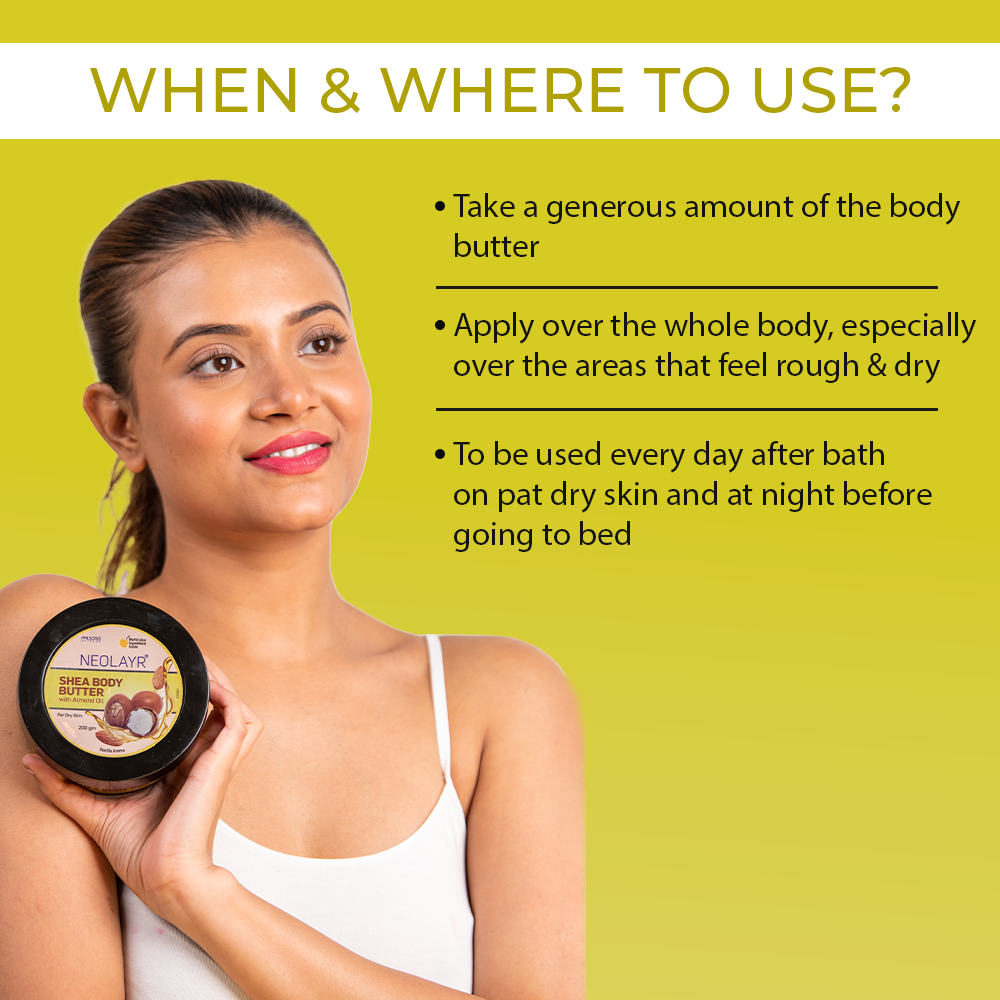 WHEN & WHERE TO USE?
• Take a generous amount of the body
butter
• Apply over the whole body, especially
over the areas that feel rough & dry
• To be used every day after bath
on pat dry skin and at night before
going to bed
NEOLAYR®
SHEA BODY
BUTTER
with Almond Oil
For Dry Skin
200 gm
Vanilla Aroma